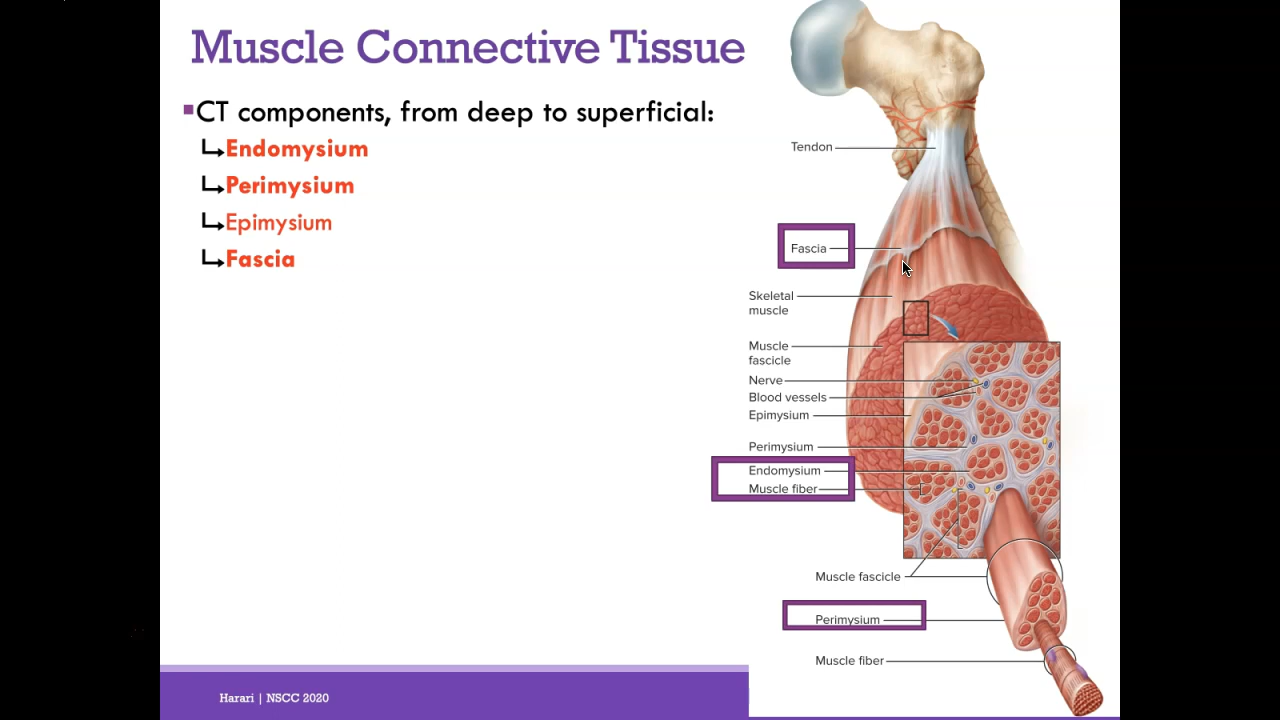 Muscle Connective Tissue
CT components, from deep to superficial:
Endomysium
Perimysium
Epimysium
Fascia
Tendon
Fascia
Skeletal
muscle
Muscle
fascicle
Nerve
Blood vessels
Epimysium
Perimysium
Endomysium
Muscle fiber
Muscle fascicle
Perimysium
Muscle fiber
Harari | NSCC 2020